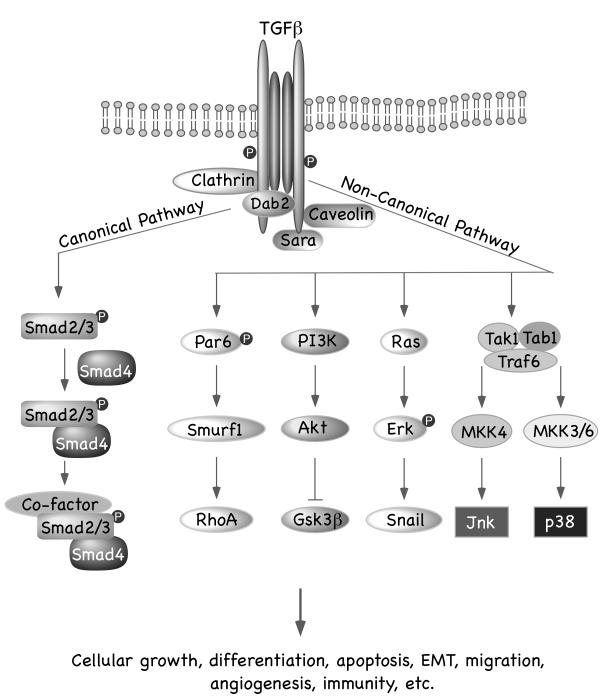 TGFβ
P
P
Clathrin
Dab2
Caveolin
Sara
Canonical Pathway
Non-Canonical Pathway
Smad2/3 P
Smad4
Smad2/3 P
Smad4
Co-factor
Smad2/3 P
Smad4
Par6 P
Smurf1
RhoA
PI3K
Akt
Gsk3β
Ras
Erk P
Snail
Tak1 Tab1
Traf6
MKK4
MKK3/6
Jnk
p38
Cellular growth, differentiation, apoptosis, EMT, migration,
angiogenesis, immunity, etc.